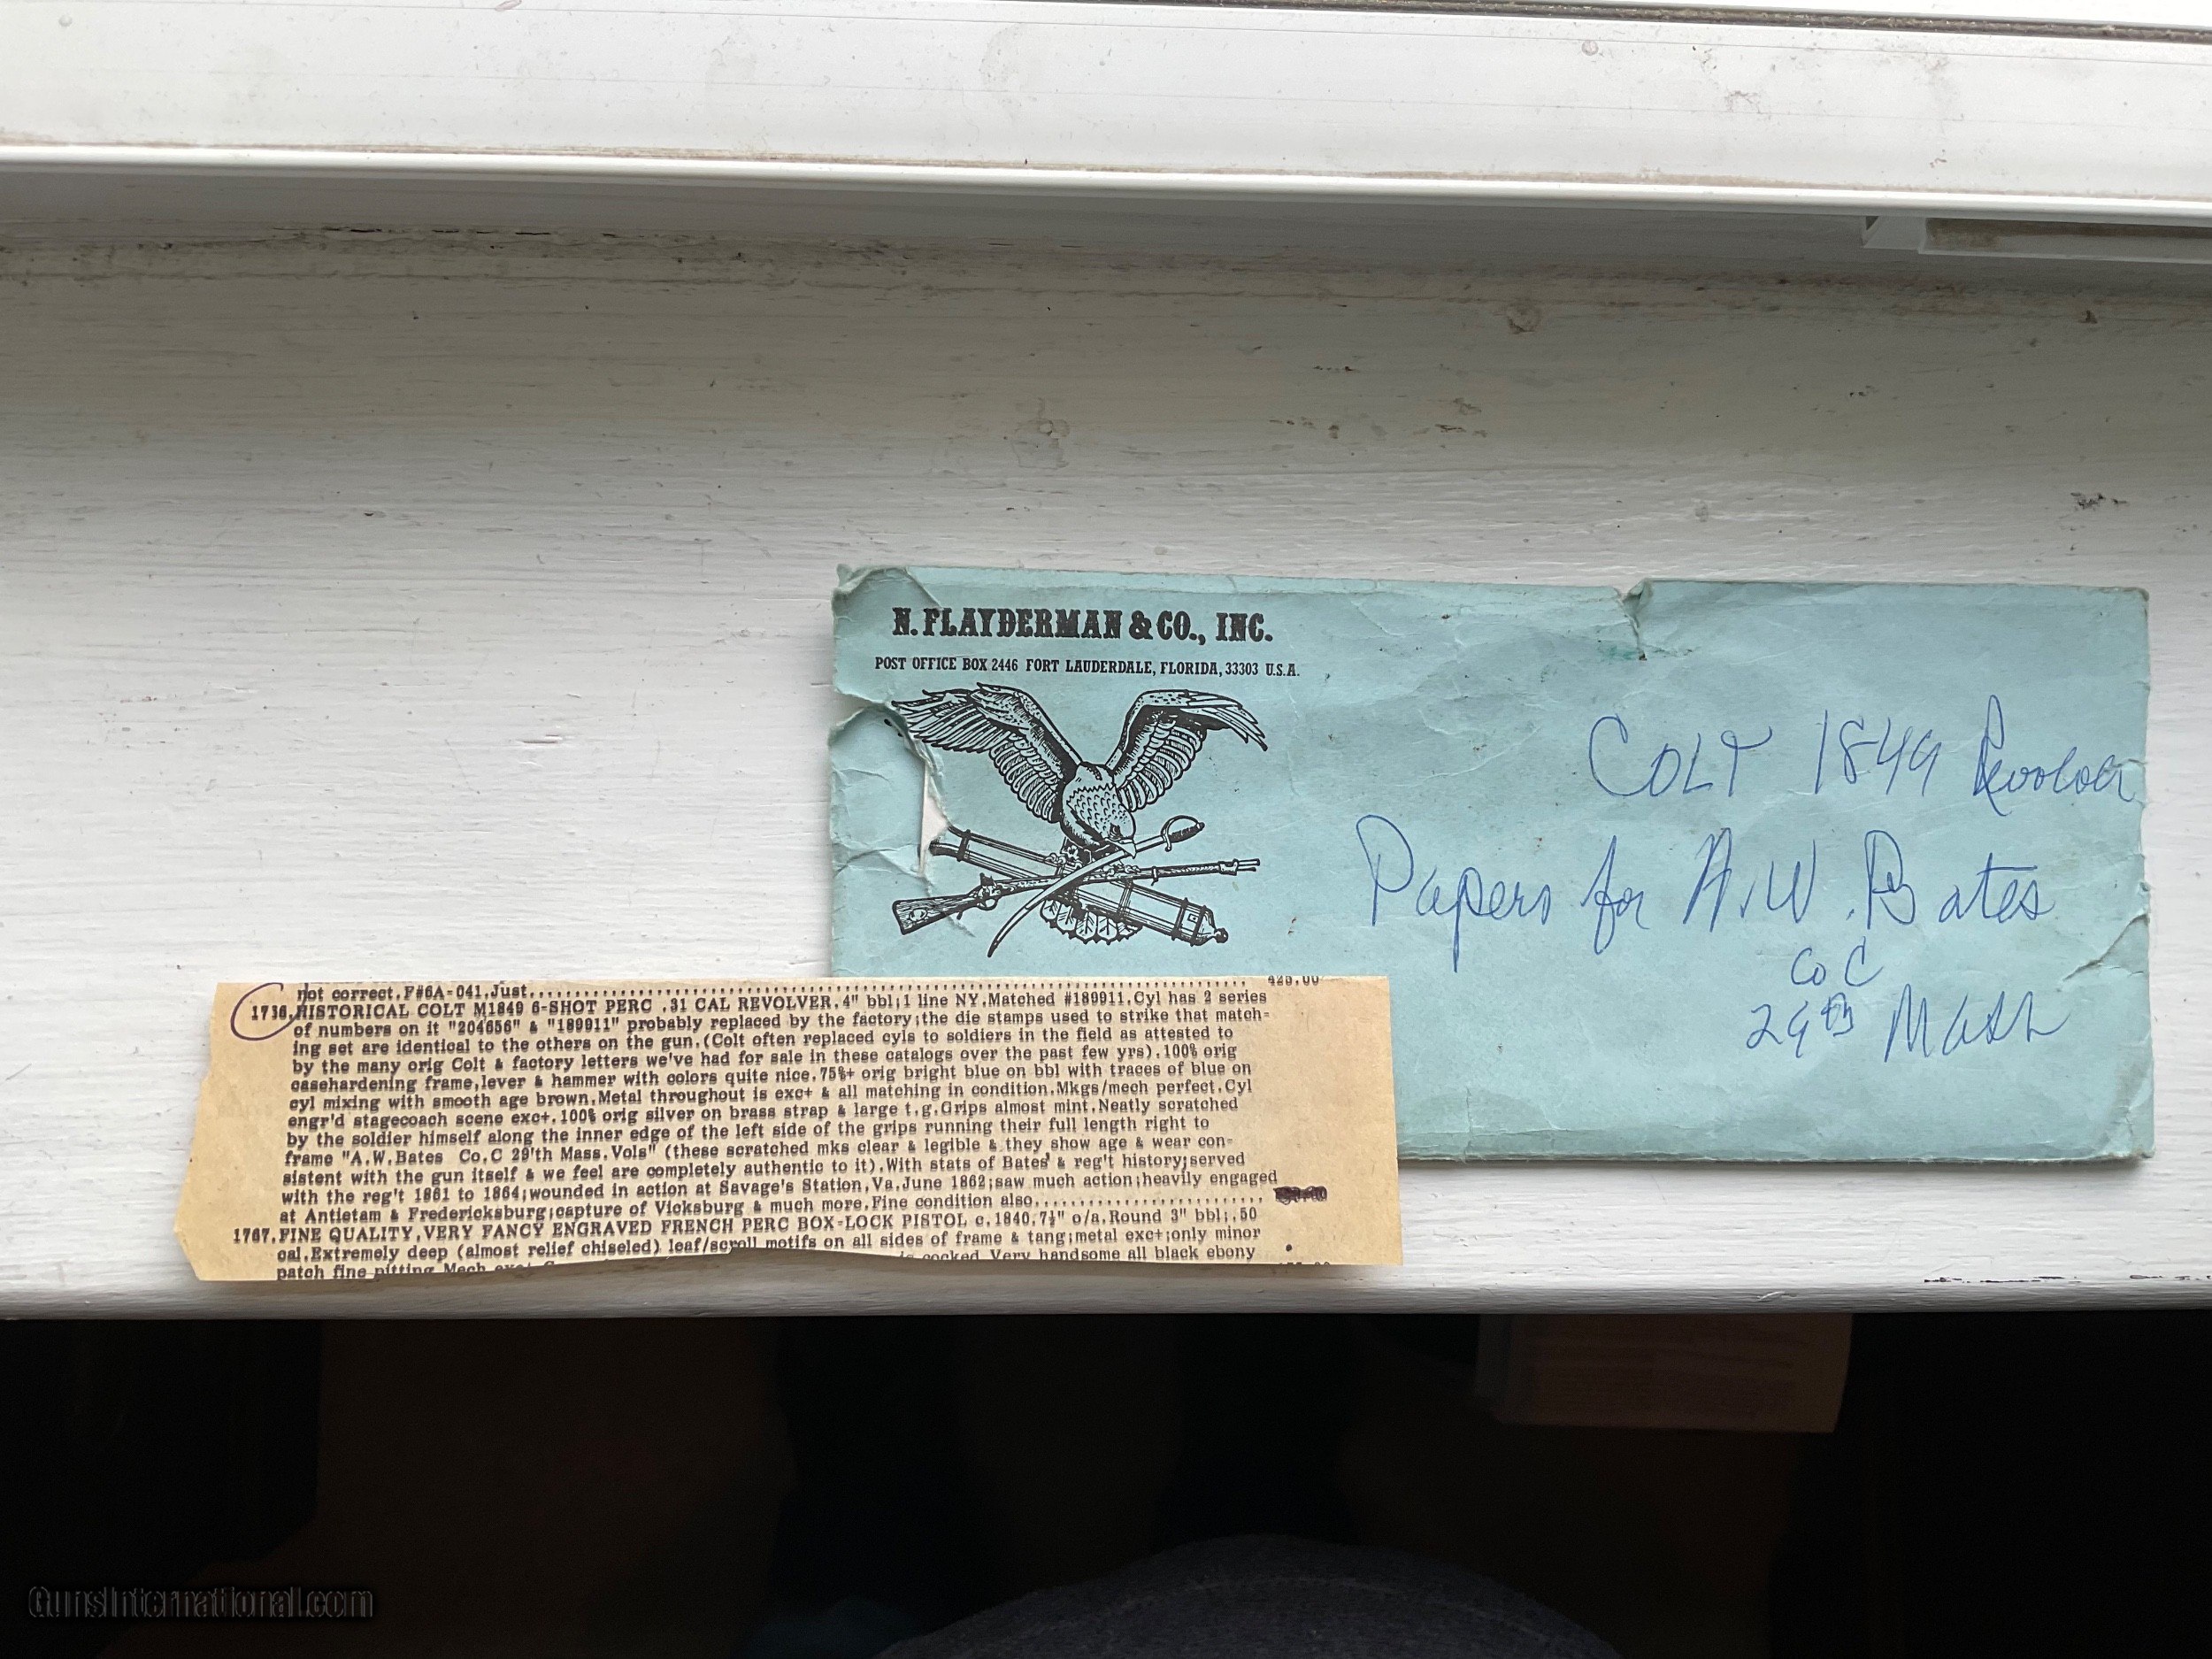 N. FLAYDERMAN & CO., INC.
POST OFFICE BOX 2446 FORT LAUDERDALE, FLORIDA, 33303 U.S.A.
COLT 1849 Revolver
Papers for A.W. Bates
Co C
29th Mass
not correct.F#6A-041.Just............ 425.00
1736.HISTORICAL COLT M1849 6-SHOT PERC .31 CAL REVOLVER.4" bbl;1 line NY.Matched #189911.Cyl has 2 series
of numbers on it "204656" & "189911" probably replaced by the factory;the die stamps used to strike that match-
ing set are identical to the others on the gun.(Colt often replaced cyls to soldiers in the field as attested to
by the many orig Colt & factory letters we've had for sale in these catalogs over the past few yrs).100% orig
casehardening frame,lever & hammer with colors quite nice.75%+ orig bright blue on bbl with traces of blue on
cyl mixing with smooth age brown.Metal throughout is exc+ & all matching in condition.Mkgs/mech perfect.Cyl
engr'd stagecoach scene exc+.100% orig silver on brass strap & large t.g.Grips almost mint.Neatly scratched
by the soldier himself along the inner edge of the left side of the grips running their full length right to
frame "A.W.Bates Co.C 29'th Mass.Vols" (these scratched mks clear & legible & they show age & wear con-
sistent with the gun itself & we feel are completely authentic to it).With stats of Bates' & reg't history;served
with the reg't 1861 to 1864;wounded in action at Savage's Station,Va.June 1862;saw much action;heavily engaged
at Antietam & Fredericksburg;capture of Vicksburg & much more.Fine condition also............
1767.FINE QUALITY,VERY FANCY ENGRAVED FRENCH PERC BOX-LOCK PISTOL c.1840.7½" o/a.Round 3" bbl;.50
cal.Extremely deep (almost relief chiseled) leaf/scroll motifs on all sides of frame & tang;metal exc+;only minor
patch fine pitting Mech cocked Very handsome all black ebony
GunsInternational.com